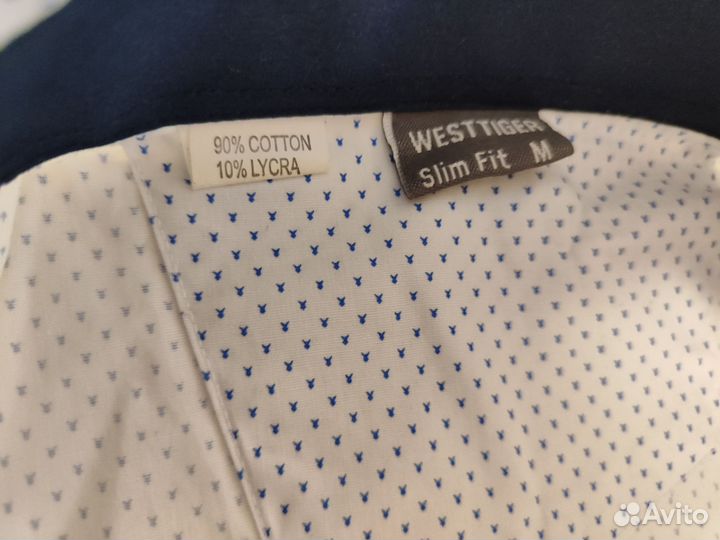 90% COTTON
10% LYCRA
WESTTIGER
Slim Fit M
Avito